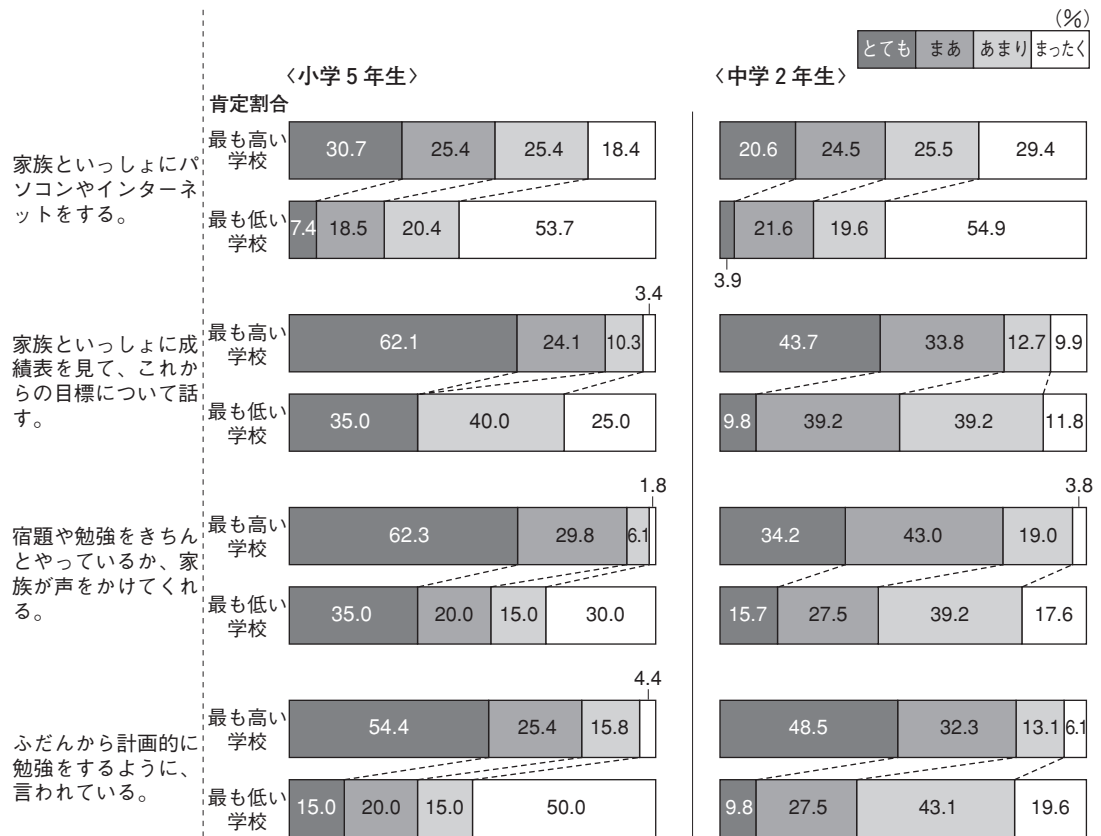 (%)
とても まあ あまり まったく
〈小学5年生〉 〈中学2年生〉
肯定割合
家族といっしょにパ
ソコンやインターネ
ットをする。
最も高い
学校
30.7 25.4 25.4 18.4
20.6 24.5 25.5 29.4
最も低い
学校
7.4 18.5 20.4 53.7
21.6 19.6 54.9
3.9
家族といっしょに成
績表を見て、これか
らの目標について話
す。
3.4
最も高い
学校
62.1 24.1 10.3
43.7 33.8 12.7 9.9
最も低い
学校
35.0 40.0 25.0
9.8 39.2 39.2 11.8
宿題や勉強をきちん
とやっているか、家
族が声をかけてくれ
る。
1.8 3.8
最も高い
学校
62.3 29.8 6.1
34.2 43.0 19.0
最も低い
学校
35.0 20.0 15.0 30.0
15.7 27.5 39.2 17.6
ふだんから計画的に
勉強をするように、
言われている。
4.4
最も高い
学校
54.4 25.4 15.8
48.5 32.3 13.1 6.1
最も低い
学校
15.0 20.0 15.0 50.0
9.8 27.5 43.1 19.6